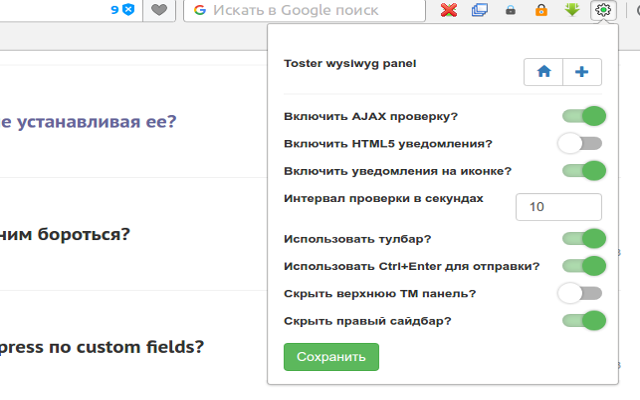 9
Искать в Google поиск
Toster wysiwyg panel
е устанавливая ее?
Включить AJAX проверку?
Включить HTML5 уведомления?
Включить уведомления на иконке?
Интервал проверки в секундах
10
ним бороться?
Использовать тулбар?
Использовать Ctrl+Enter для отправки?
Скрыть верхнюю ТМ панель?
Скрыть правый сайдбар?
press по custom fields?
Сохранить